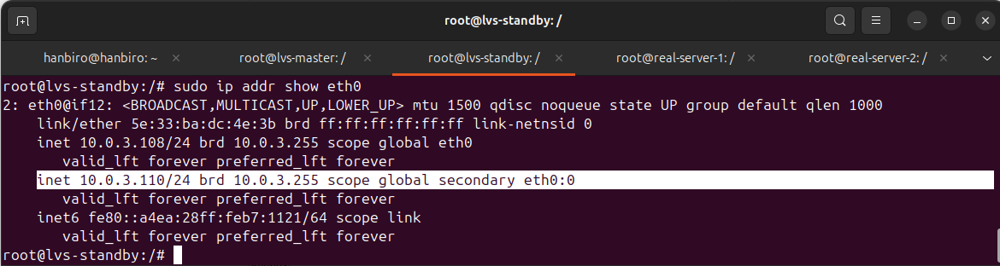 root@lvs-standby: /
hanbiro@hanbiro: ~ × root@lvs-master: / × root@lvs-standby: / × root@real-server-1: / × root@real-server-2: / ×
root@lvs-standby:/# sudo ip addr show eth0
2: eth0@if12: <BROADCAST,MULTICAST,UP,LOWER_UP> mtu 1500 qdisc noqueue state UP group default qlen 1000
    link/ether 5e:33:ba:dc:4e:3b brd ff:ff:ff:ff:ff:ff link-netnsid 0
    inet 10.0.3.108/24 brd 10.0.3.255 scope global eth0
       valid_lft forever preferred_lft forever
    inet 10.0.3.110/24 brd 10.0.3.255 scope global secondary eth0:0
       valid_lft forever preferred_lft forever
    inet6 fe80::a4ea:28ff:feb7:1121/64 scope link
       valid_lft forever preferred_lft forever
root@lvs-standby:/#